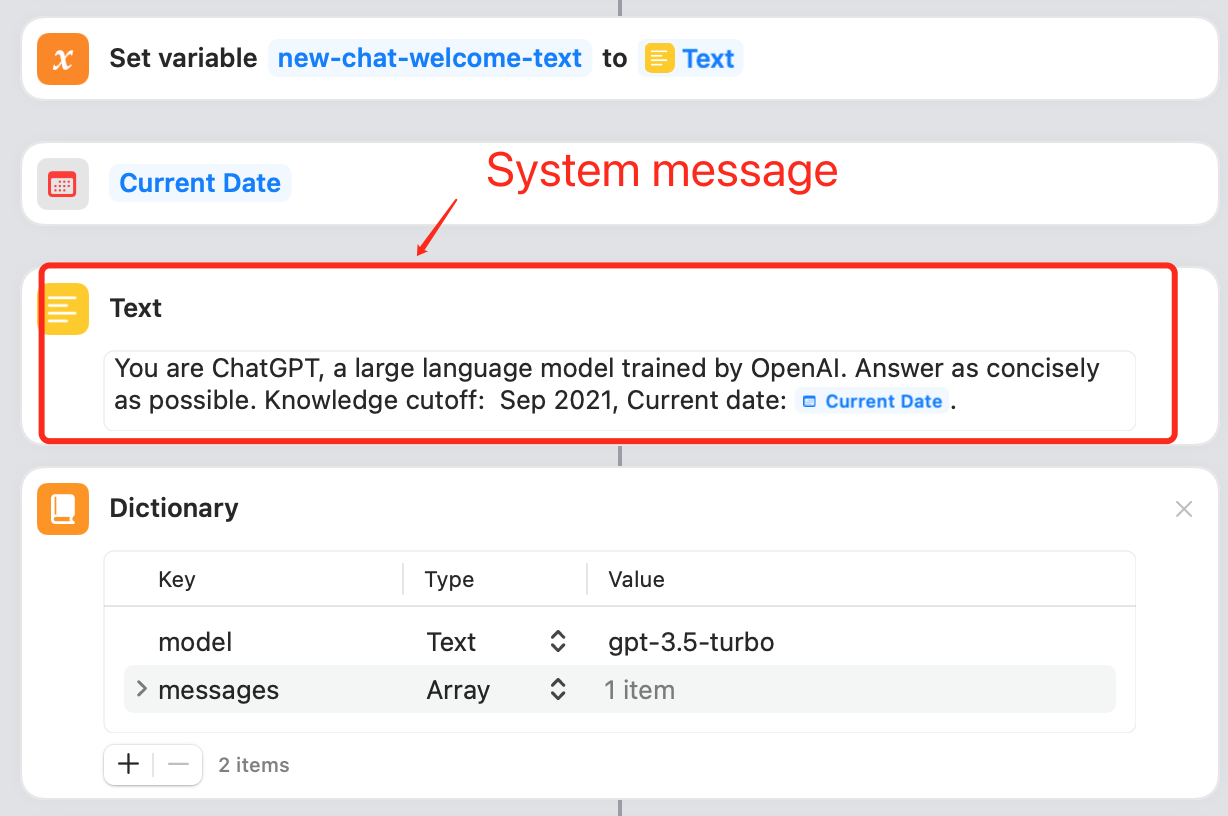 Set variable new-chat-welcome-text to Text
System message
Current Date
Text
You are ChatGPT, a large language model trained by OpenAI. Answer as concisely
as possible. Knowledge cutoff:  Sep 2021, Current date: Current Date .
Dictionary
Key Type Value
model Text gpt-3.5-turbo
messages Array 1 item
2 items